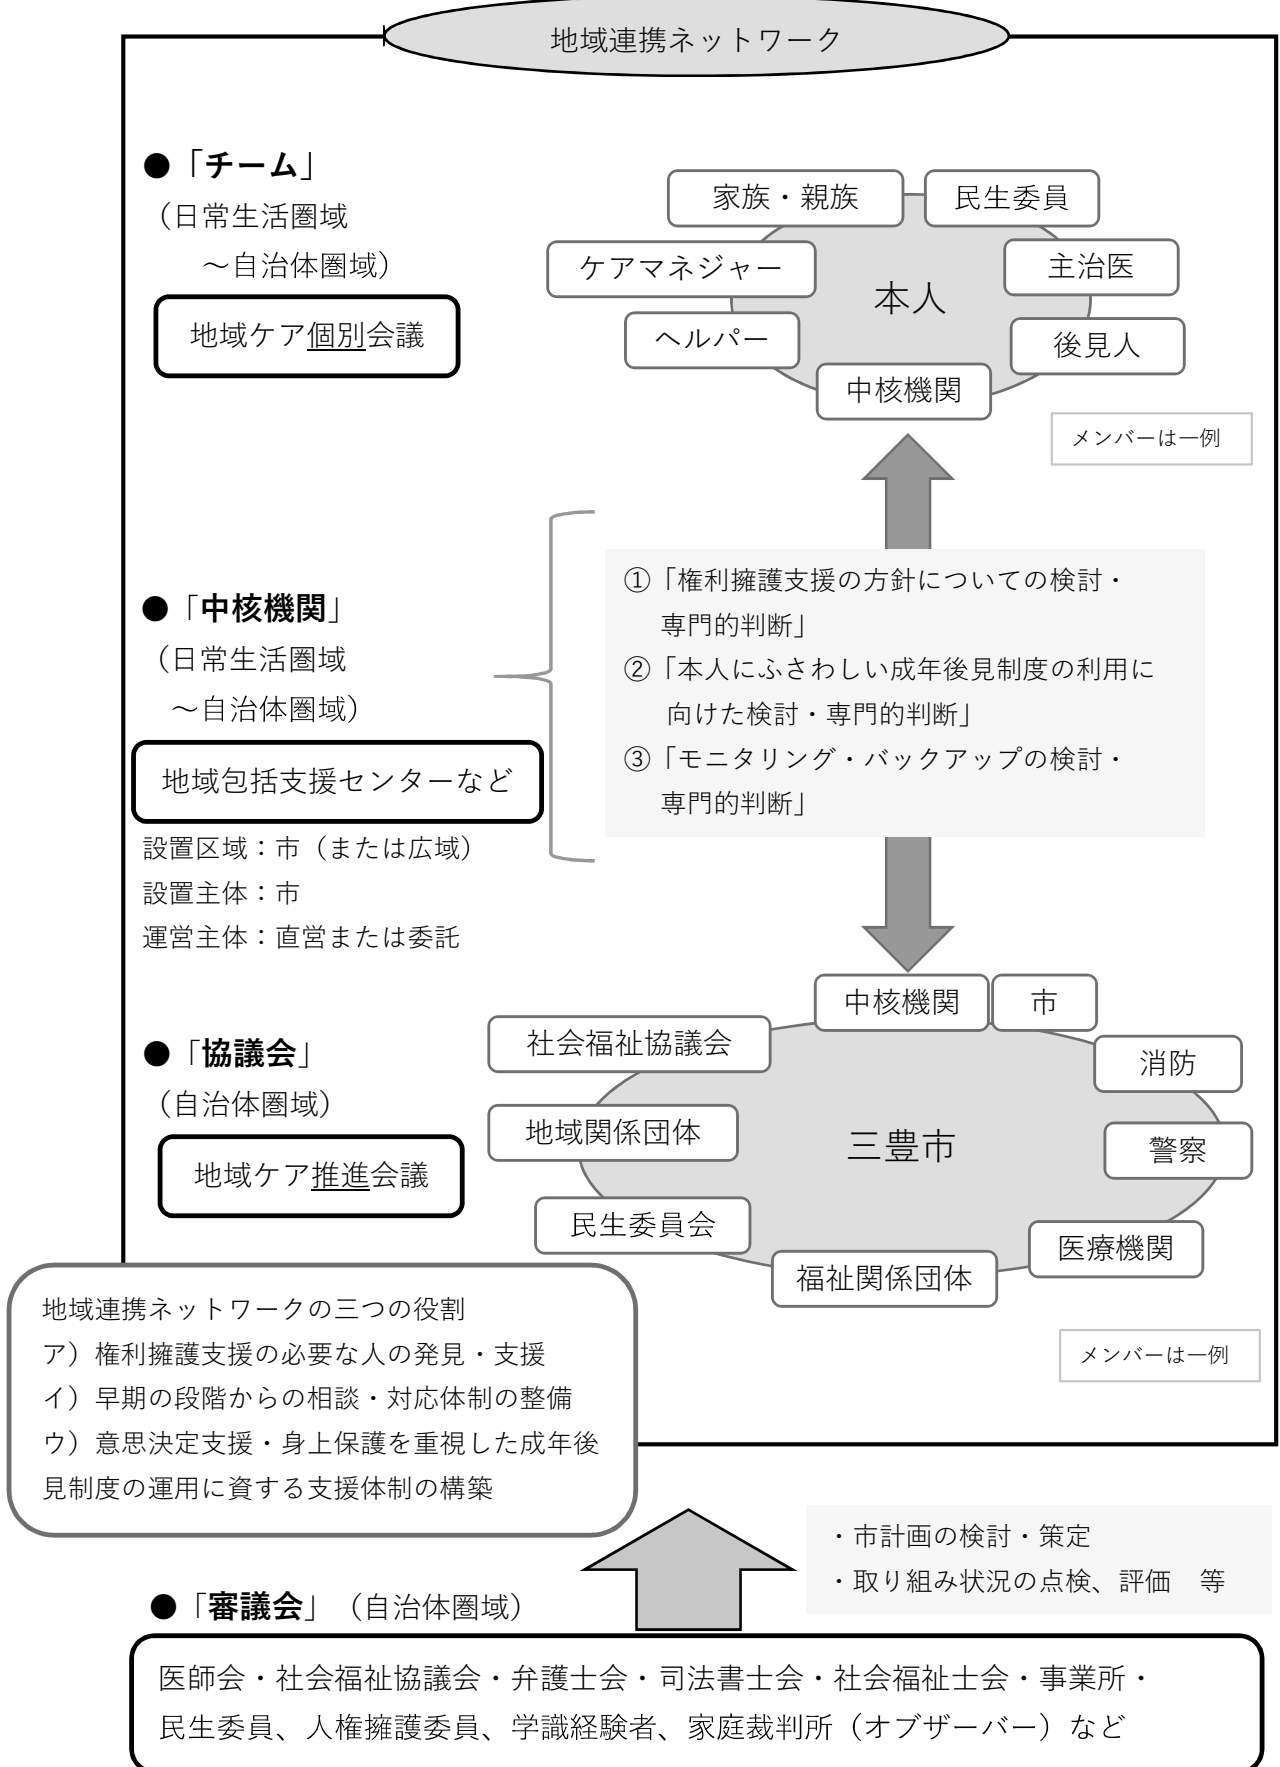 地域連携ネットワーク
●「チーム」
（日常生活圏域
～自治体圏域）
地域ケア個別会議
家族・親族
民生委員
ケアマネジャー
主治医
本人
ヘルパー
後見人
中核機関
メンバーは一例
●「中核機関」
（日常生活圏域
～自治体圏域）
地域包括支援センターなど
設置区域：市（または広域）
設置主体：市
運営主体：直営または委託
①「権利擁護支援の方針についての検討・
専門的判断」
②「本人にふさわしい成年後見制度の利用に
向けた検討・専門的判断」
③「モニタリング・バックアップの検討・
専門的判断」
●「協議会」
（自治体圏域）
地域ケア推進会議
中核機関
市
社会福祉協議会
消防
地域関係団体
三豊市
警察
民生委員会
医療機関
福祉関係団体
メンバーは一例
地域連携ネットワークの三つの役割
ア）権利擁護支援の必要な人の発見・支援
イ）早期の段階からの相談・対応体制の整備
ウ）意思決定支援・身上保護を重視した成年後
見制度の運用に資する支援体制の構築
・市計画の検討・策定
・取り組み状況の点検、評価　等
●「審議会」（自治体圏域）
医師会・社会福祉協議会・弁護士会・司法書士会・社会福祉士会・事業所・
民生委員、人権擁護委員、学識経験者、家庭裁判所（オブザーバー）など